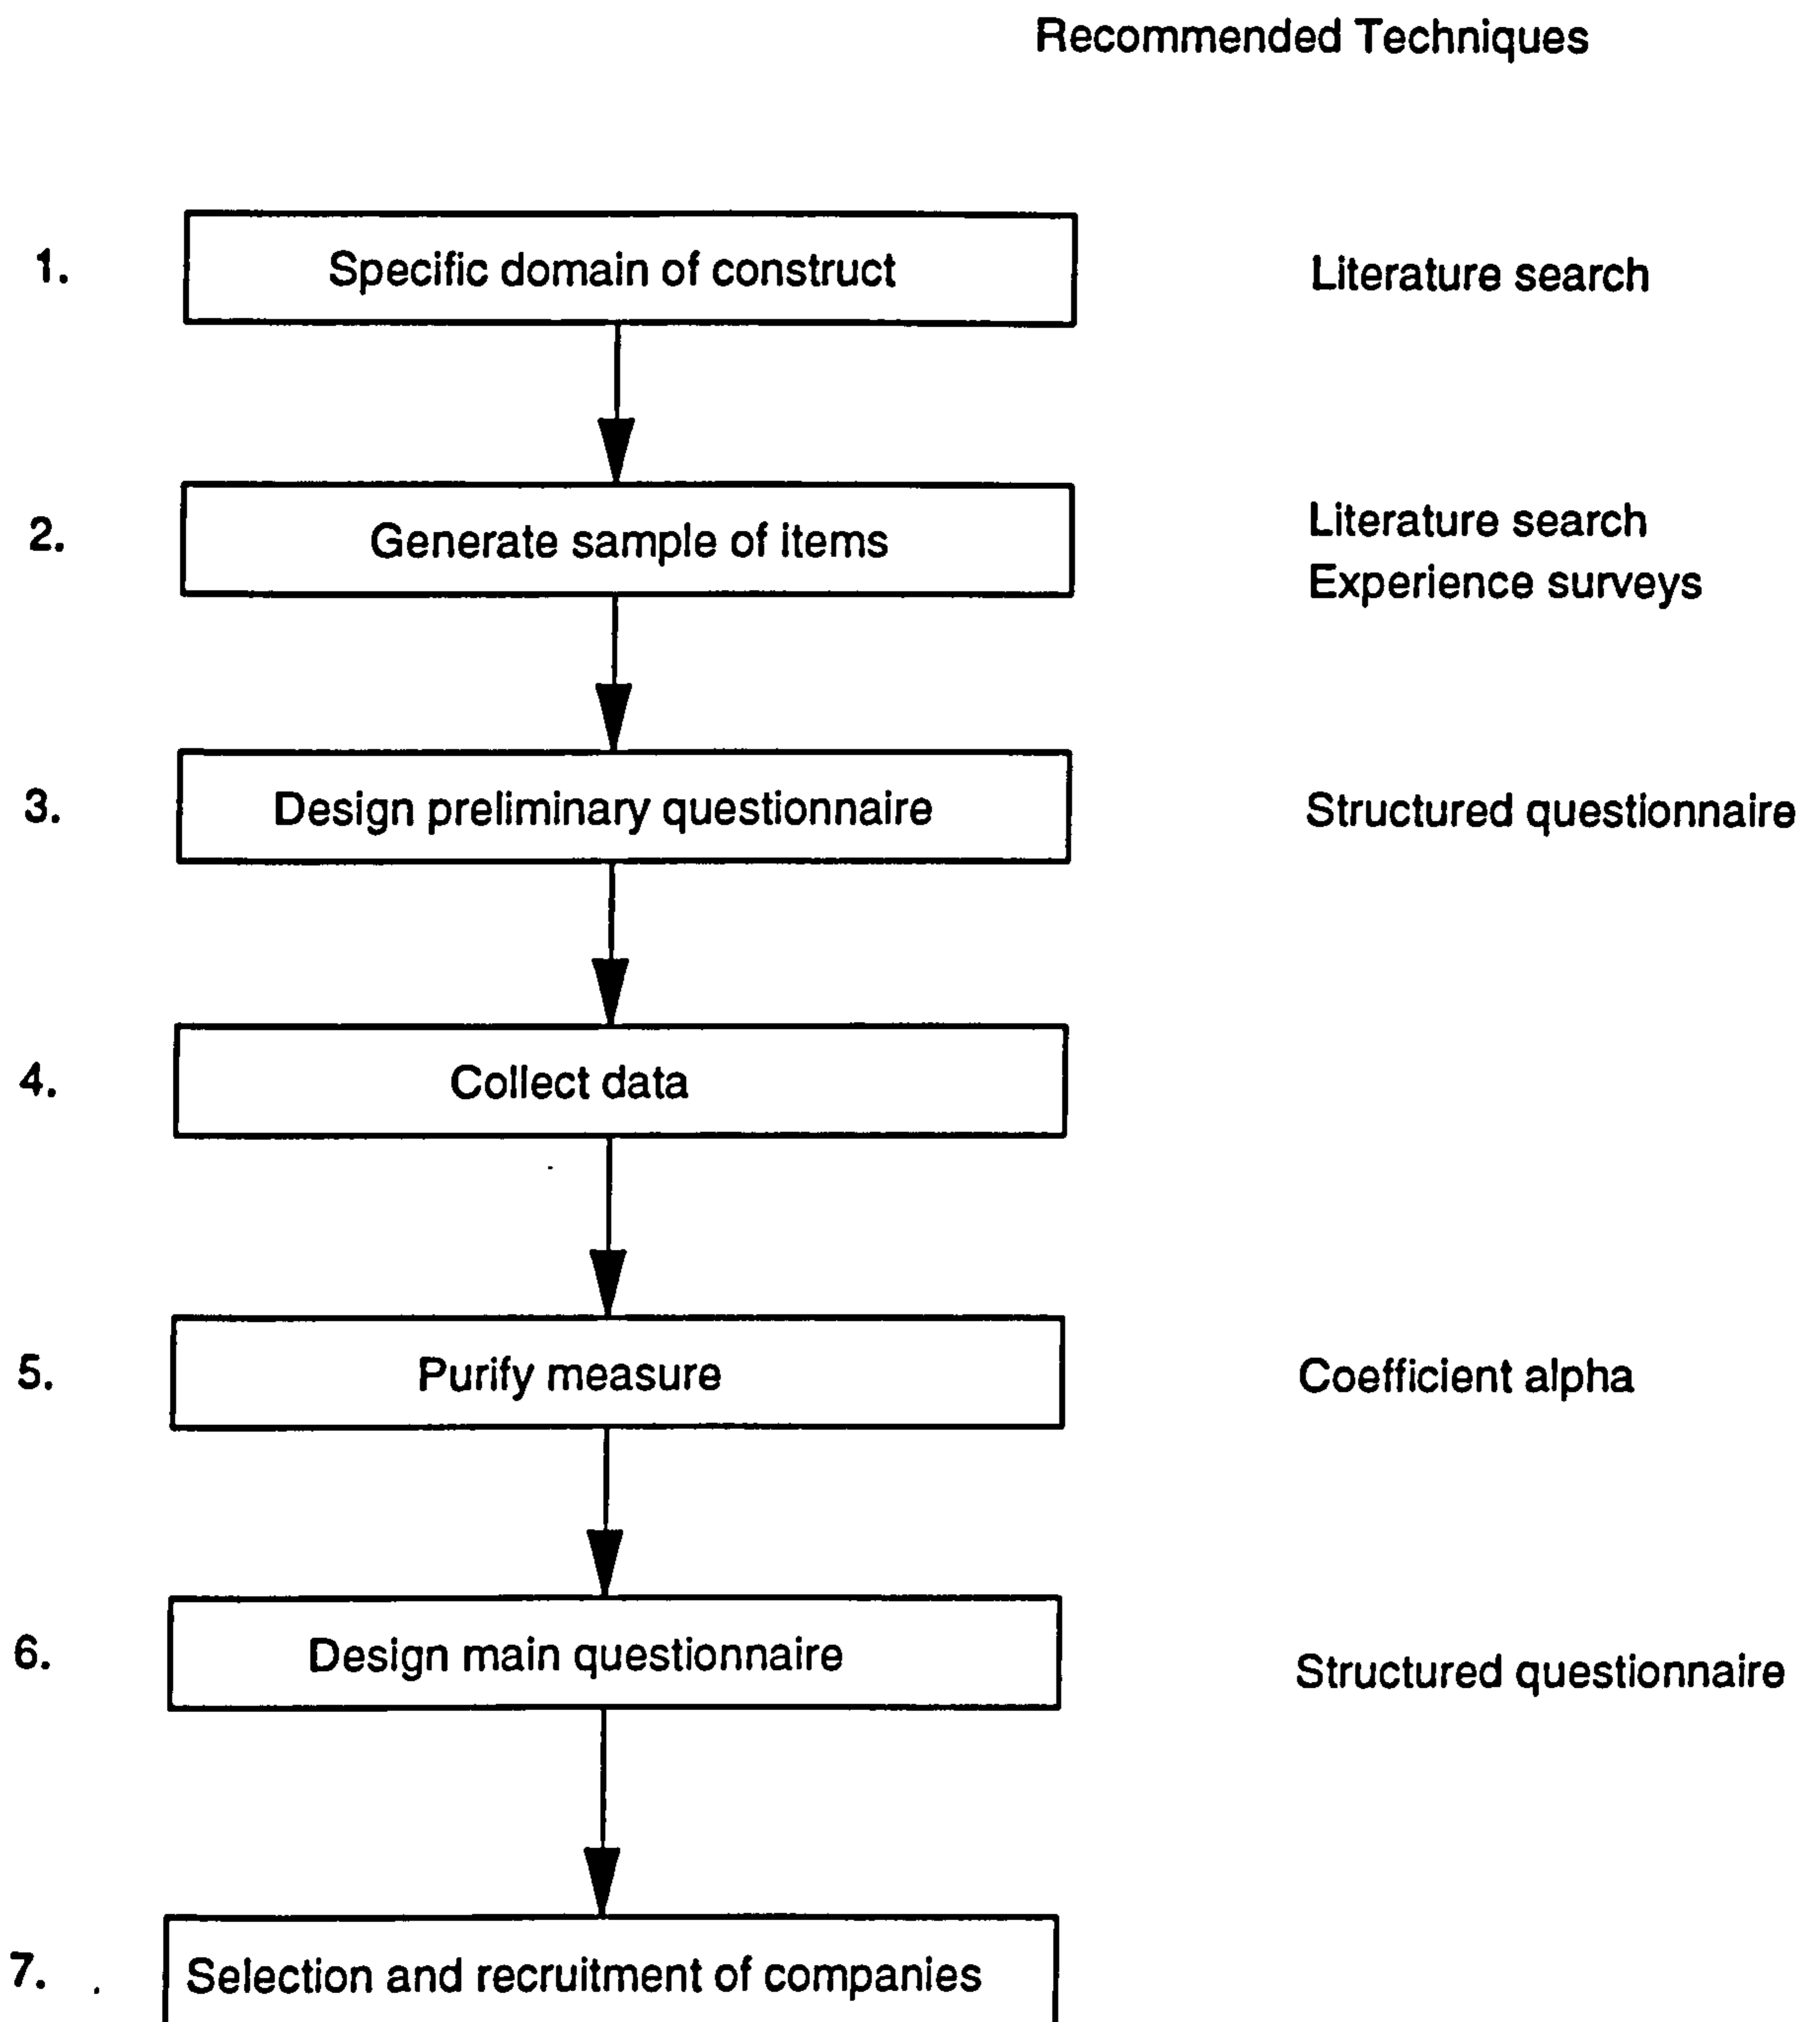 Recommended Techniques
1. Specific domain of construct Literature search
2. Generate sample of items Literature search
Experience surveys
3. Design preliminary questionnaire Structured questionnaire
4. Collect data
5. Purify measure Coefficient alpha
6. Design main questionnaire Structured questionnaire
7. Selection and recruitment of companies